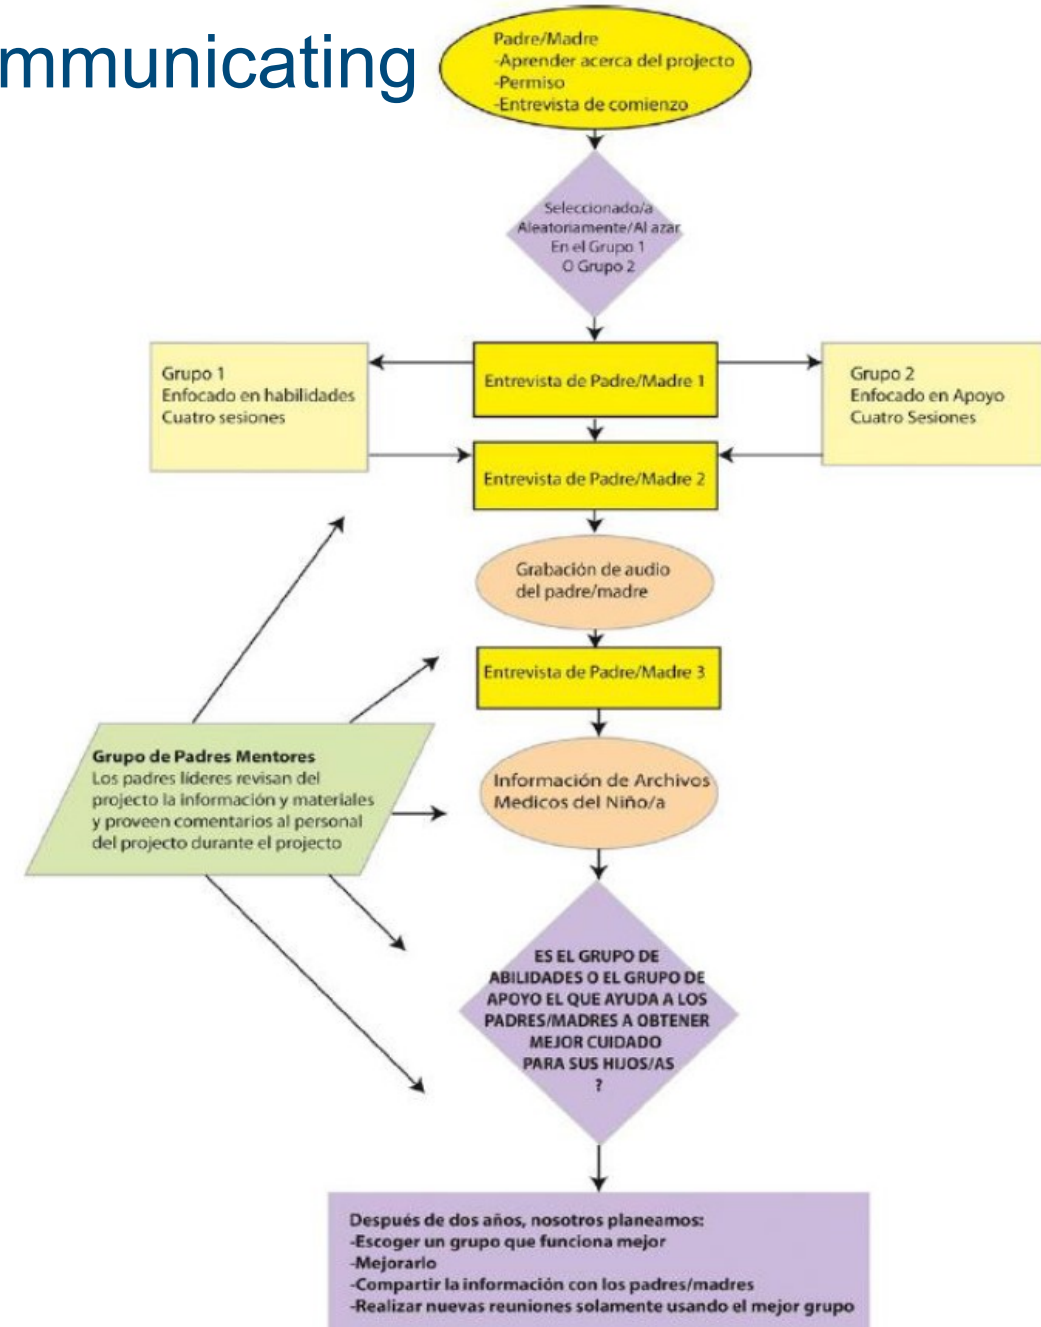 mmunicating
Padre/Madre
-Aprender acerca del projecto
-Permiso
-Entrevista de comienzo
Seleccionado/a
Aleatoriamente/Al azar
En el Grupo 1
O Grupo 2
Grupo 1
Enfocado en habilidades
Cuatro sesiones
Entrevista de Padre/Madre 1
Grupo 2
Enfocado en Apoyo
Cuatro Sesiones
Entrevista de Padre/Madre 2
Grabación de audio
del padre/madre
Entrevista de Padre/Madre 3
Grupo de Padres Mentores
Los padres líderes revisan del
projecto la información y materiales
y proveen comentarios al personal
del projecto durante el projecto
Información de Archivos
Medicos del Niño/a
ES EL GRUPO DE
ABILIDADES O EL GRUPO DE
APOYO EL QUE AYUDA A LOS
PADRES/MADRES A OBTENER
MEJOR CUIDADO
PARA SUS HIJOS/AS
?
Después de dos años, nosotros planeamos:
-Escoger un grupo que funciona mejor
-Mejorarlo
-Compartir la información con los padres/madres
-Realizar nuevas reuniones solamente usando el mejor grupo